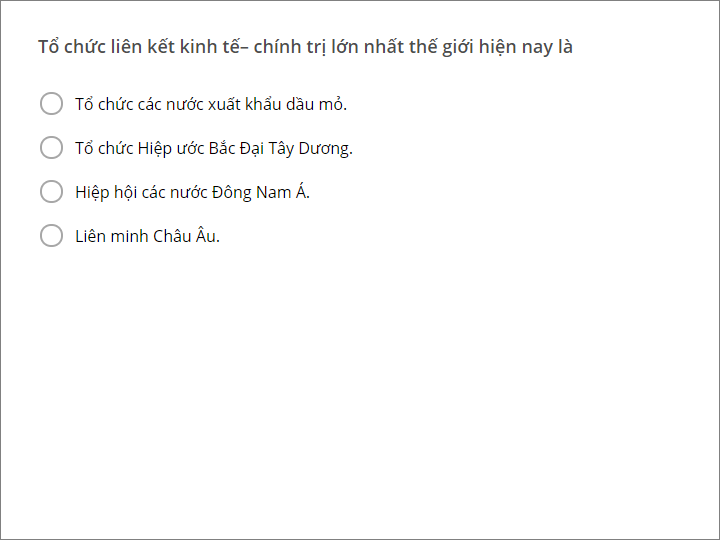 Tổ chức liên kết kinh tế– chính trị lớn nhất thế giới hiện nay là
Tổ chức các nước xuất khẩu dầu mỏ.
Tổ chức Hiệp ước Bắc Đại Tây Dương.
Hiệp hội các nước Đông Nam Á.
Liên minh Châu Âu.